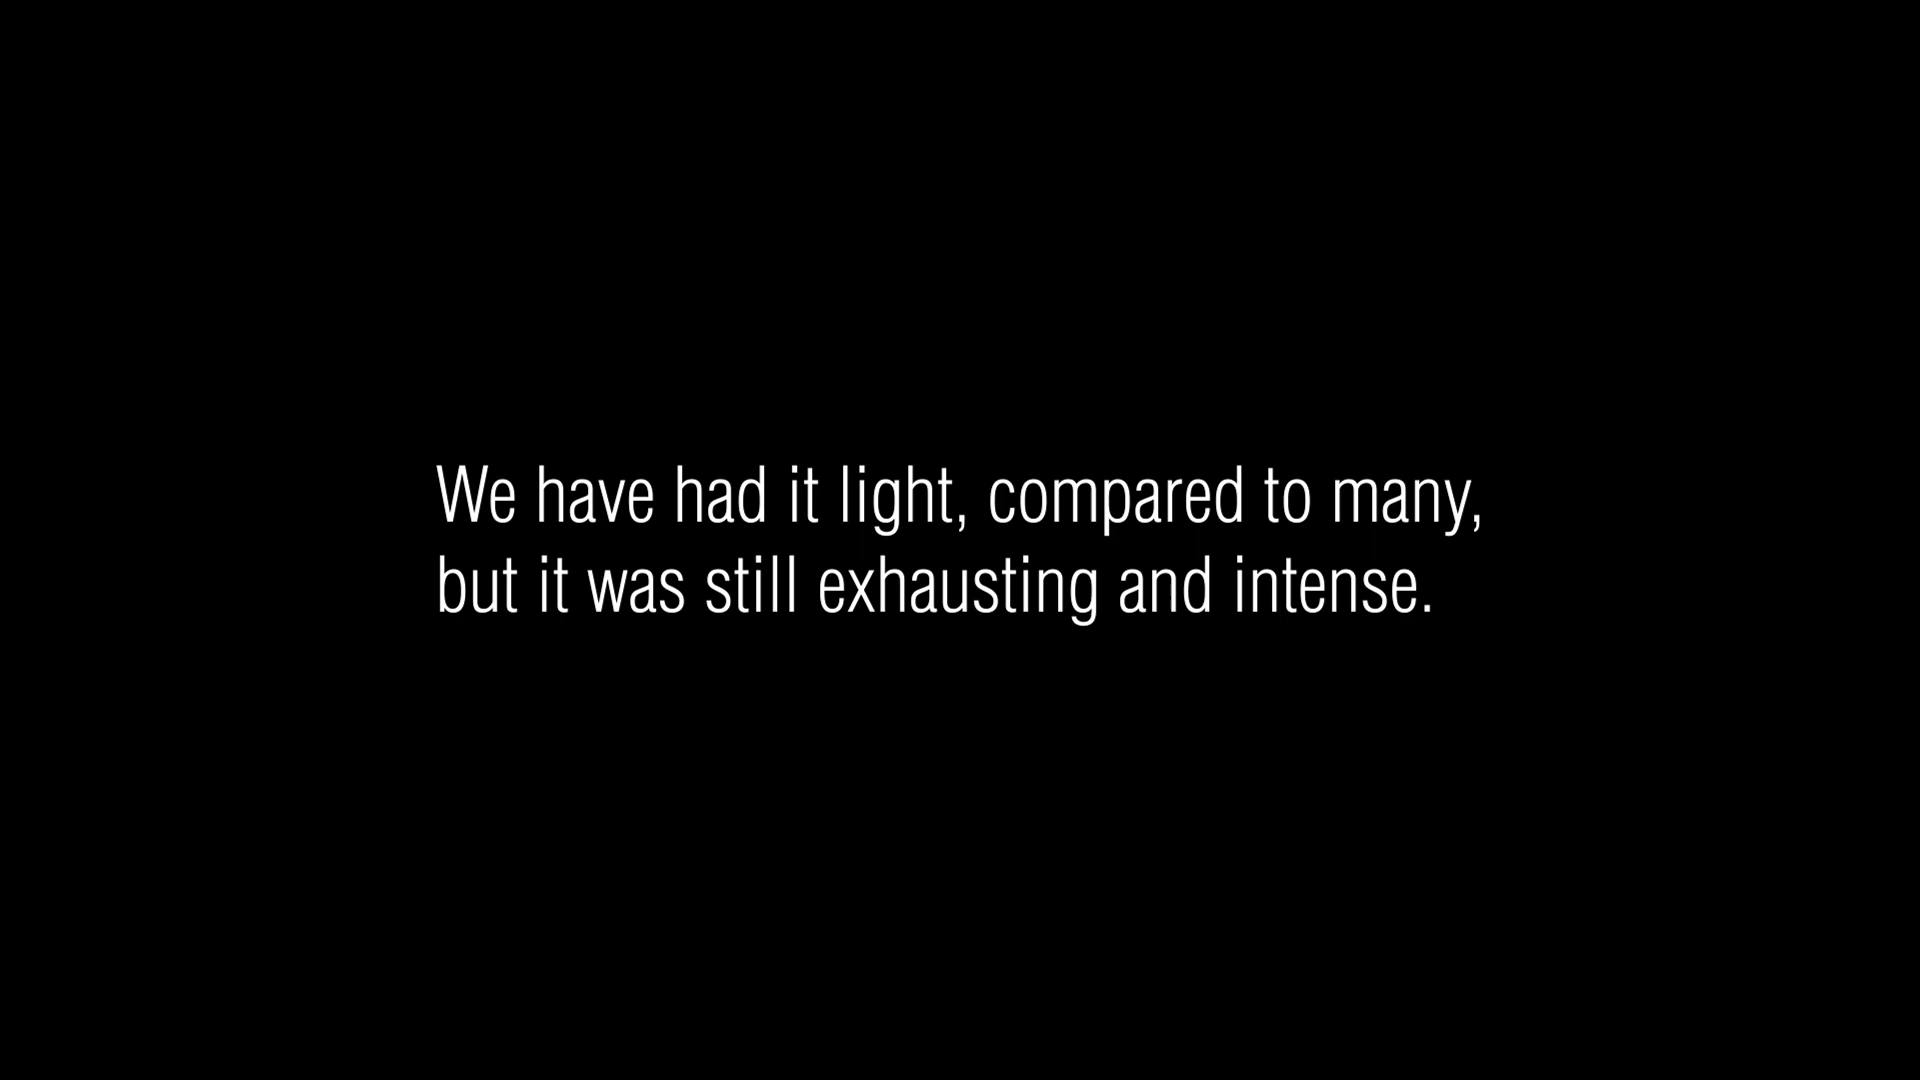 We have had it light, compared to many,
but it was still exhausting and intense.